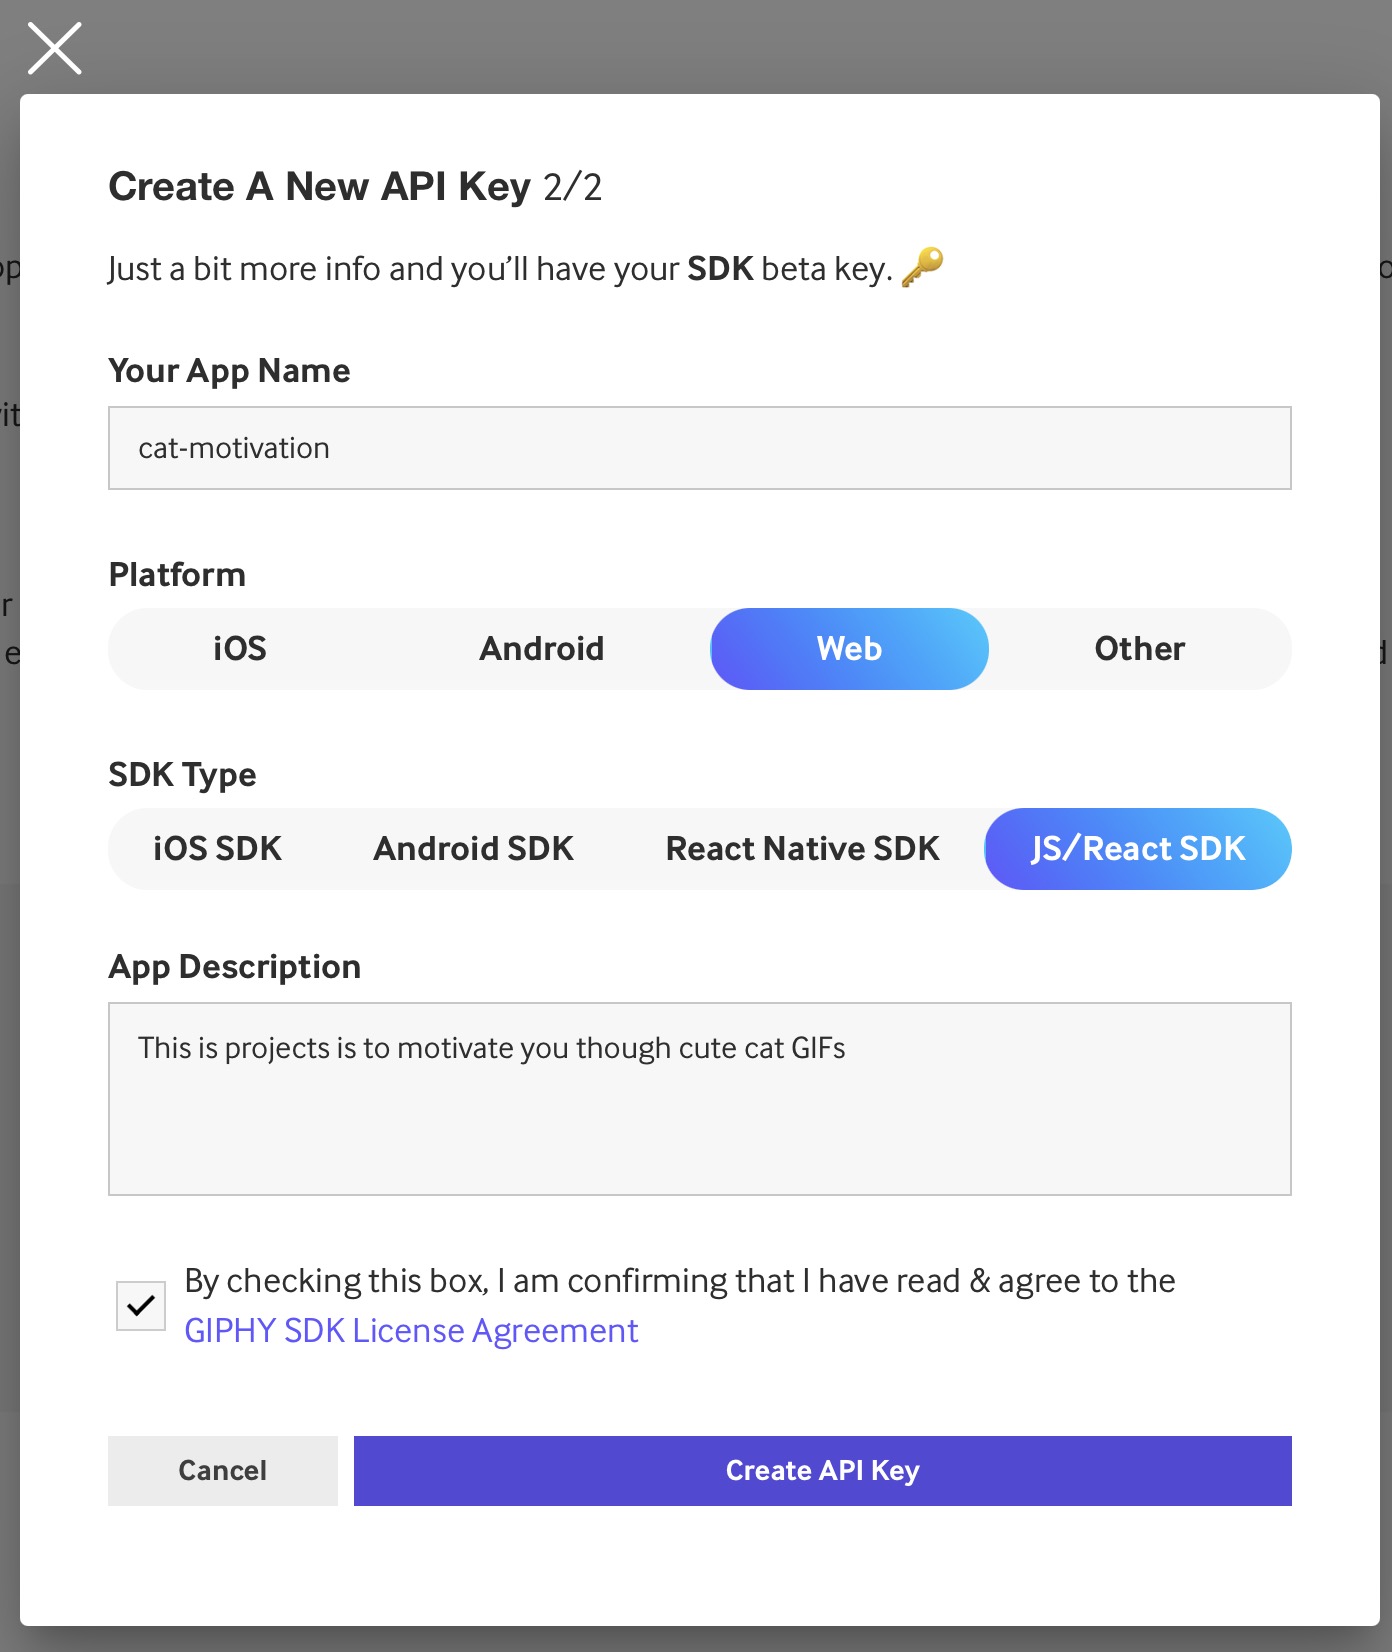 Create A New API Key 2/2
Just a bit more info and you’ll have your SDK beta key. 🔑
Your App Name
cat-motivation
Platform
iOS Android Web Other
SDK Type
iOS SDK Android SDK React Native SDK JS/React SDK
App Description
This is projects is to motivate you though cute cat GIFs
By checking this box, I am confirming that I have read & agree to the
GIPHY SDK License Agreement
Cancel Create API Key